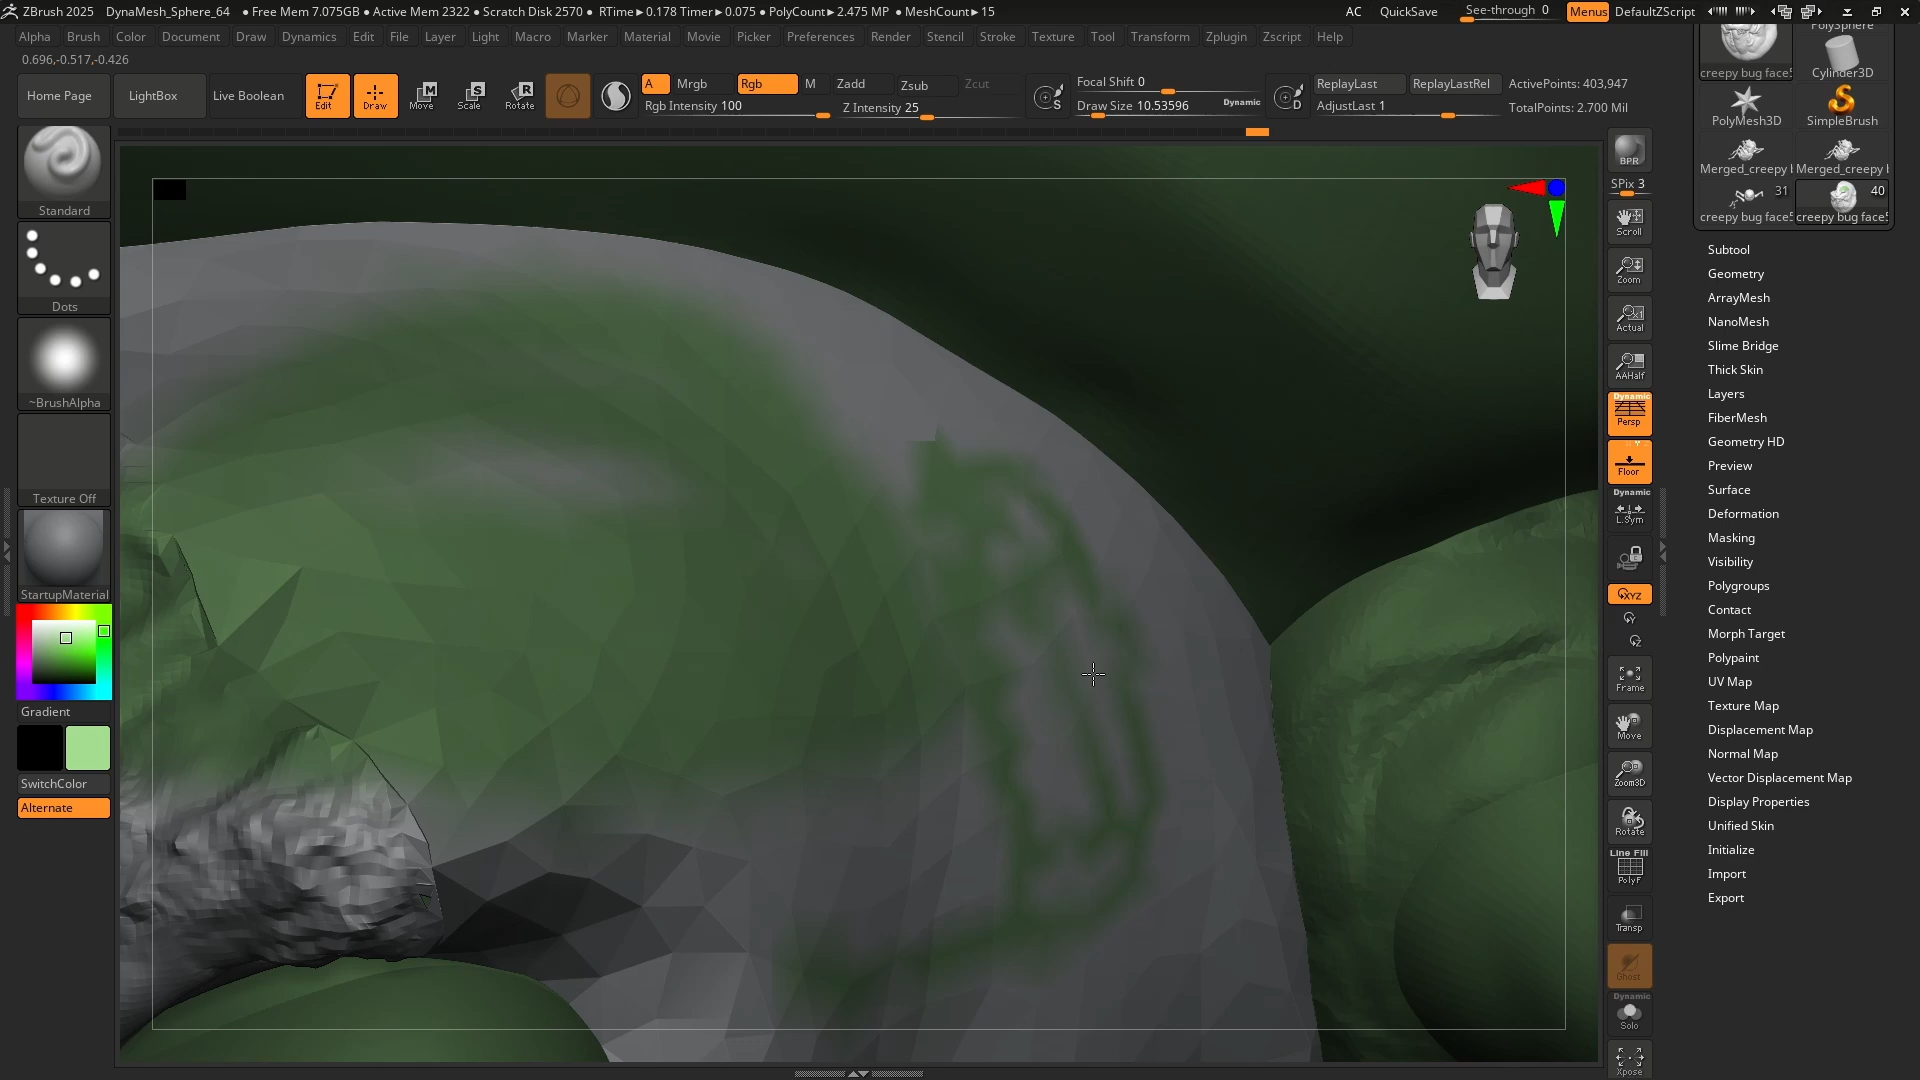 ZBrush 2025 DynaMesh_Sphere_64 ● Free Mem 7.075GB ● Active Mem 2322 ● Scratch Disk 2570 ● RTime►0.178 Timer►0.075 ● PolyCount►2.475 MP ● MeshCount►15 AC QuickSave See-through 0 Menus DefaultZScript
Alpha Brush Color Document Draw Dynamics Edit File Layer Light Macro Marker Material Movie Picker Preferences Render Stencil Stroke Texture Tool Transform Zplugin Zscript Help
0.696,-0.517,-0.426
Home Page LightBox Live Boolean Edit Draw Move Scale Rotate
A Mrgb Rgb M Zadd Zsub Zcut
Rgb Intensity 100 Z Intensity 25
S Focal Shift 0
Draw Size 10.53596 Dynamic
D ReplayLast ReplayLastRel
AdjustLast 1
ActivePoints: 403,947
TotalPoints: 2.700 Mil
Standard
Dots
~BrushAlpha
Texture Off
StartupMaterial
Gradient
SwitchColor
Alternate
BPR
SPix 3
Scroll
Zoom
Actual
AAHalf
Dynamic
Persp
Floor
Dynamic
L.Sym
XYZ
Y
Z
Frame
Move
Zoom3D
Rotate
Line Fill
PolyF
Transp
Ghost
Dynamic
Solo
Xpose
PolySphere
creepy bug face5 Cylinder3D
PolyMesh3D SimpleBrush
Merged_creepy Merged_creepy
31 40
creepy bug face5 creepy bug face5
Subtool
Geometry
ArrayMesh
NanoMesh
Slime Bridge
Thick Skin
Layers
FiberMesh
Geometry HD
Preview
Surface
Deformation
Masking
Visibility
Polygroups
Contact
Morph Target
Polypaint
UV Map
Texture Map
Displacement Map
Normal Map
Vector Displacement Map
Display Properties
Unified Skin
Initialize
Import
Export